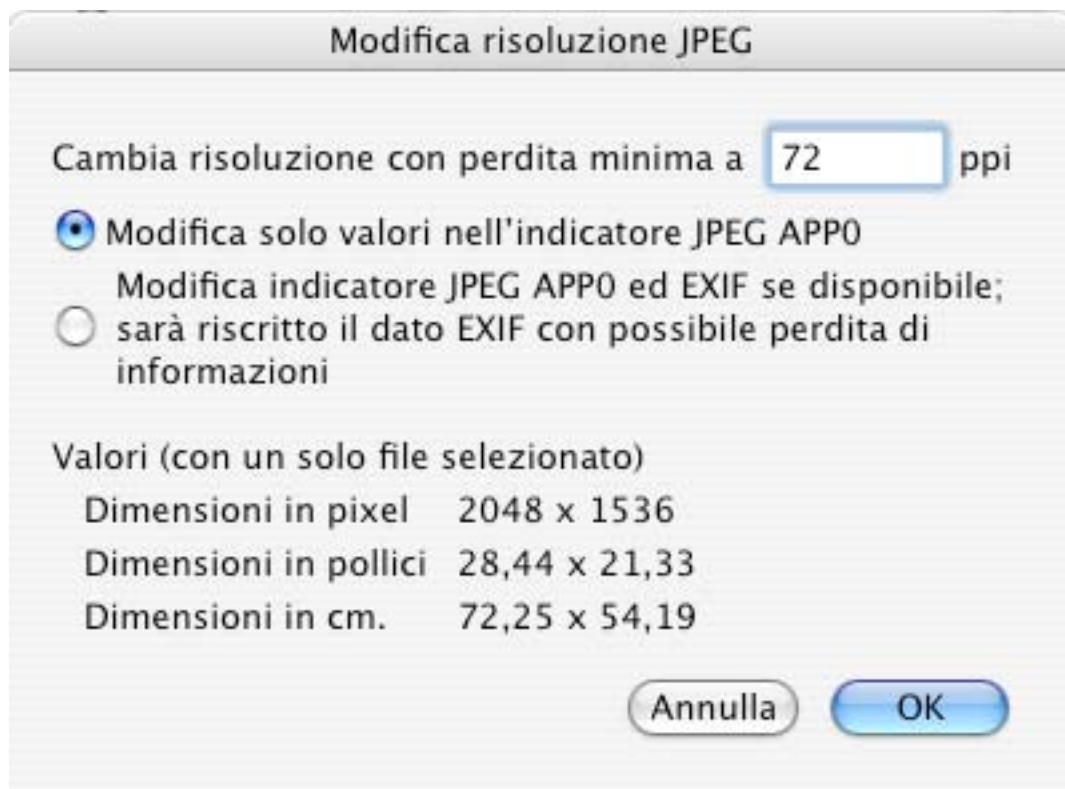 Modifica risoluzione JPEG
Cambia risoluzione con perdita minima a 72 ppi
Modifica solo valori nell'indicatore JPEG APP0
Modifica indicatore JPEG APP0 ed EXIF se disponibile;
sarà riscritto il dato EXIF con possibile perdita di
informazioni
Valori (con un solo file selezionato)
Dimensioni in pixel 2048 x 1536
Dimensioni in pollici 28,44 x 21,33
Dimensioni in cm. 72,25 x 54,19
Annulla OK